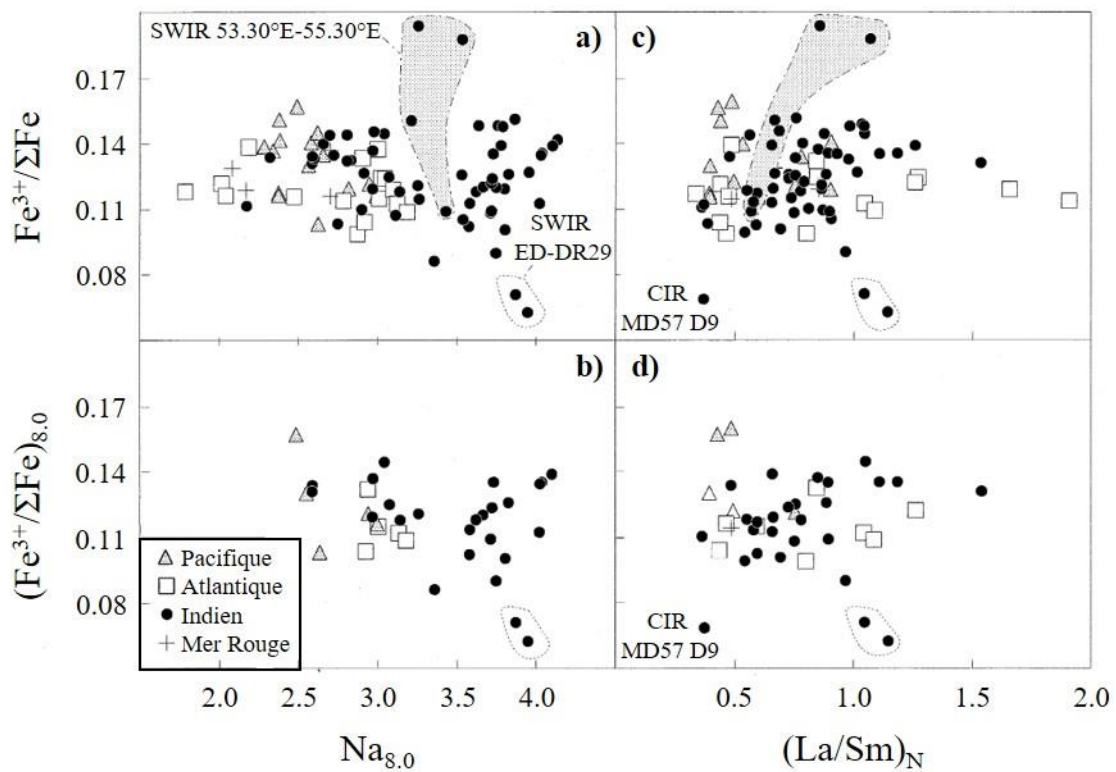 SWIR 53.30°E-55.30°E
a)
c)
0.17
0.14
0.11
0.08
Fe³⁺/ΣFe
SWIR
ED-DR29
CIR
MD57 D9
b)
d)
0.17
0.14
0.11
0.08
(Fe³⁺/ΣFe)₈.₀
Pacifique
Atlantique
Indien
Mer Rouge
CIR
MD57 D9
2.0 2.5 3.0 3.5 4.0
0.5 1.0 1.5 2.0
Na₈.₀
(La/Sm)N